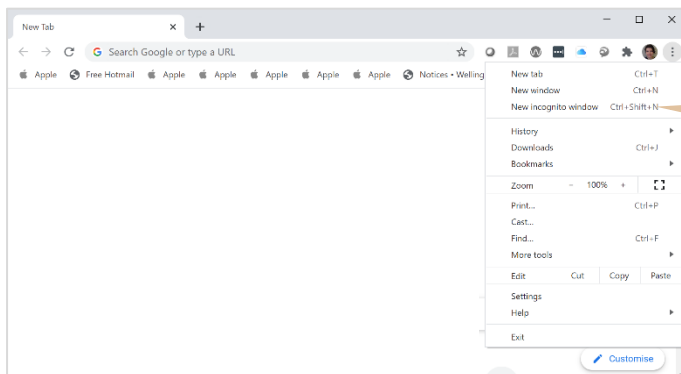 New Tab
Search Google or type a URL
Apple Free Hotmail Apple Apple Apple Apple Apple Notices • Welling
New tab Ctrl+T
New window Ctrl+N
New incognito window Ctrl+Shift+N
History
Downloads Ctrl+J
Bookmarks
Zoom - 100% +
Print... Ctrl+P
Cast...
Find... Ctrl+F
More tools
Edit Cut Copy Paste
Settings
Help
Exit
Customise